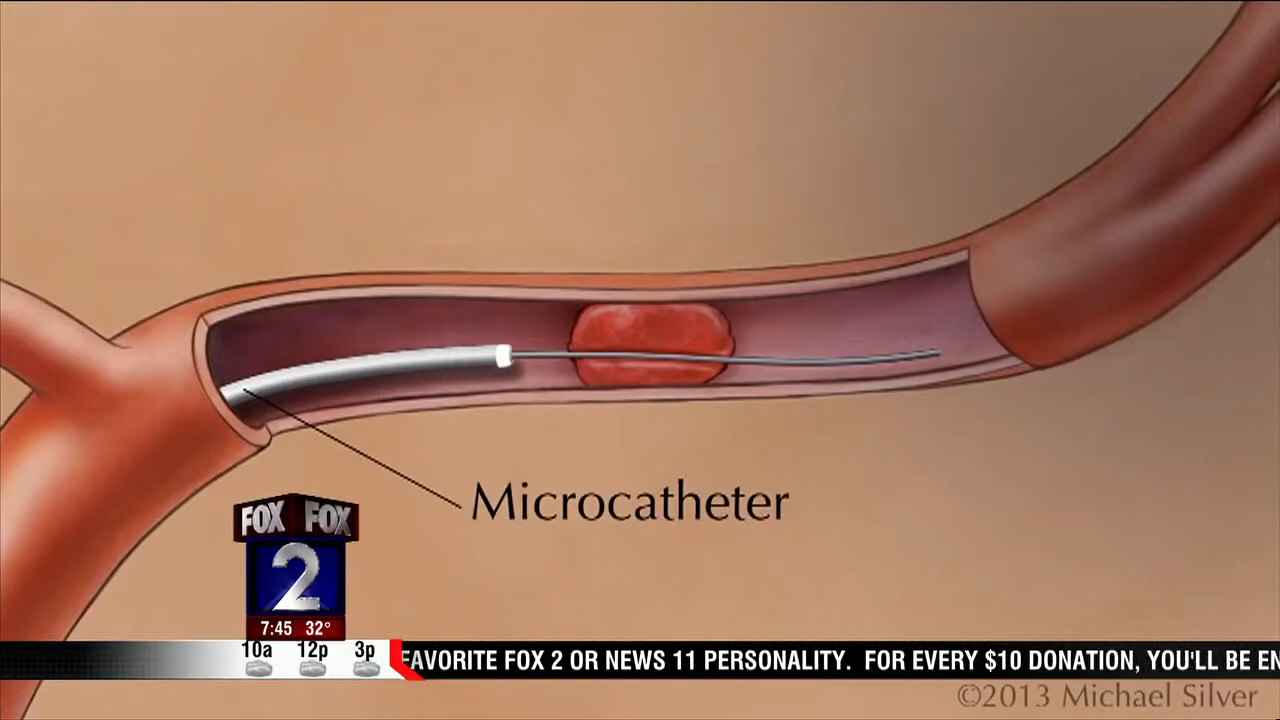 Microcatheter
FOX FOX
2
7:45 32°
10a 12p 3p
FAVORITE FOX 2 OR NEWS 11 PERSONALITY. FOR EVERY $10 DONATION, YOU'LL BE EN
©2013 Michael Silver